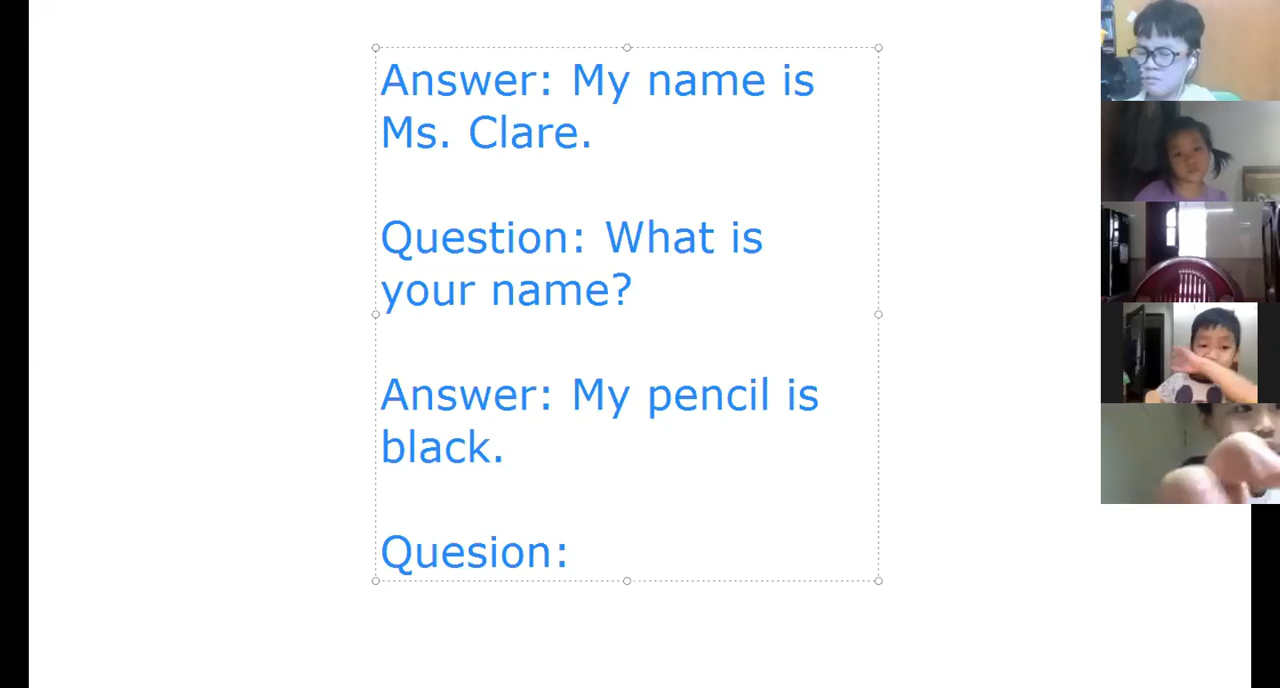 Answer: My name is
Ms. Clare.
Question: What is
your name?
Answer: My pencil is
black.
Quesion: